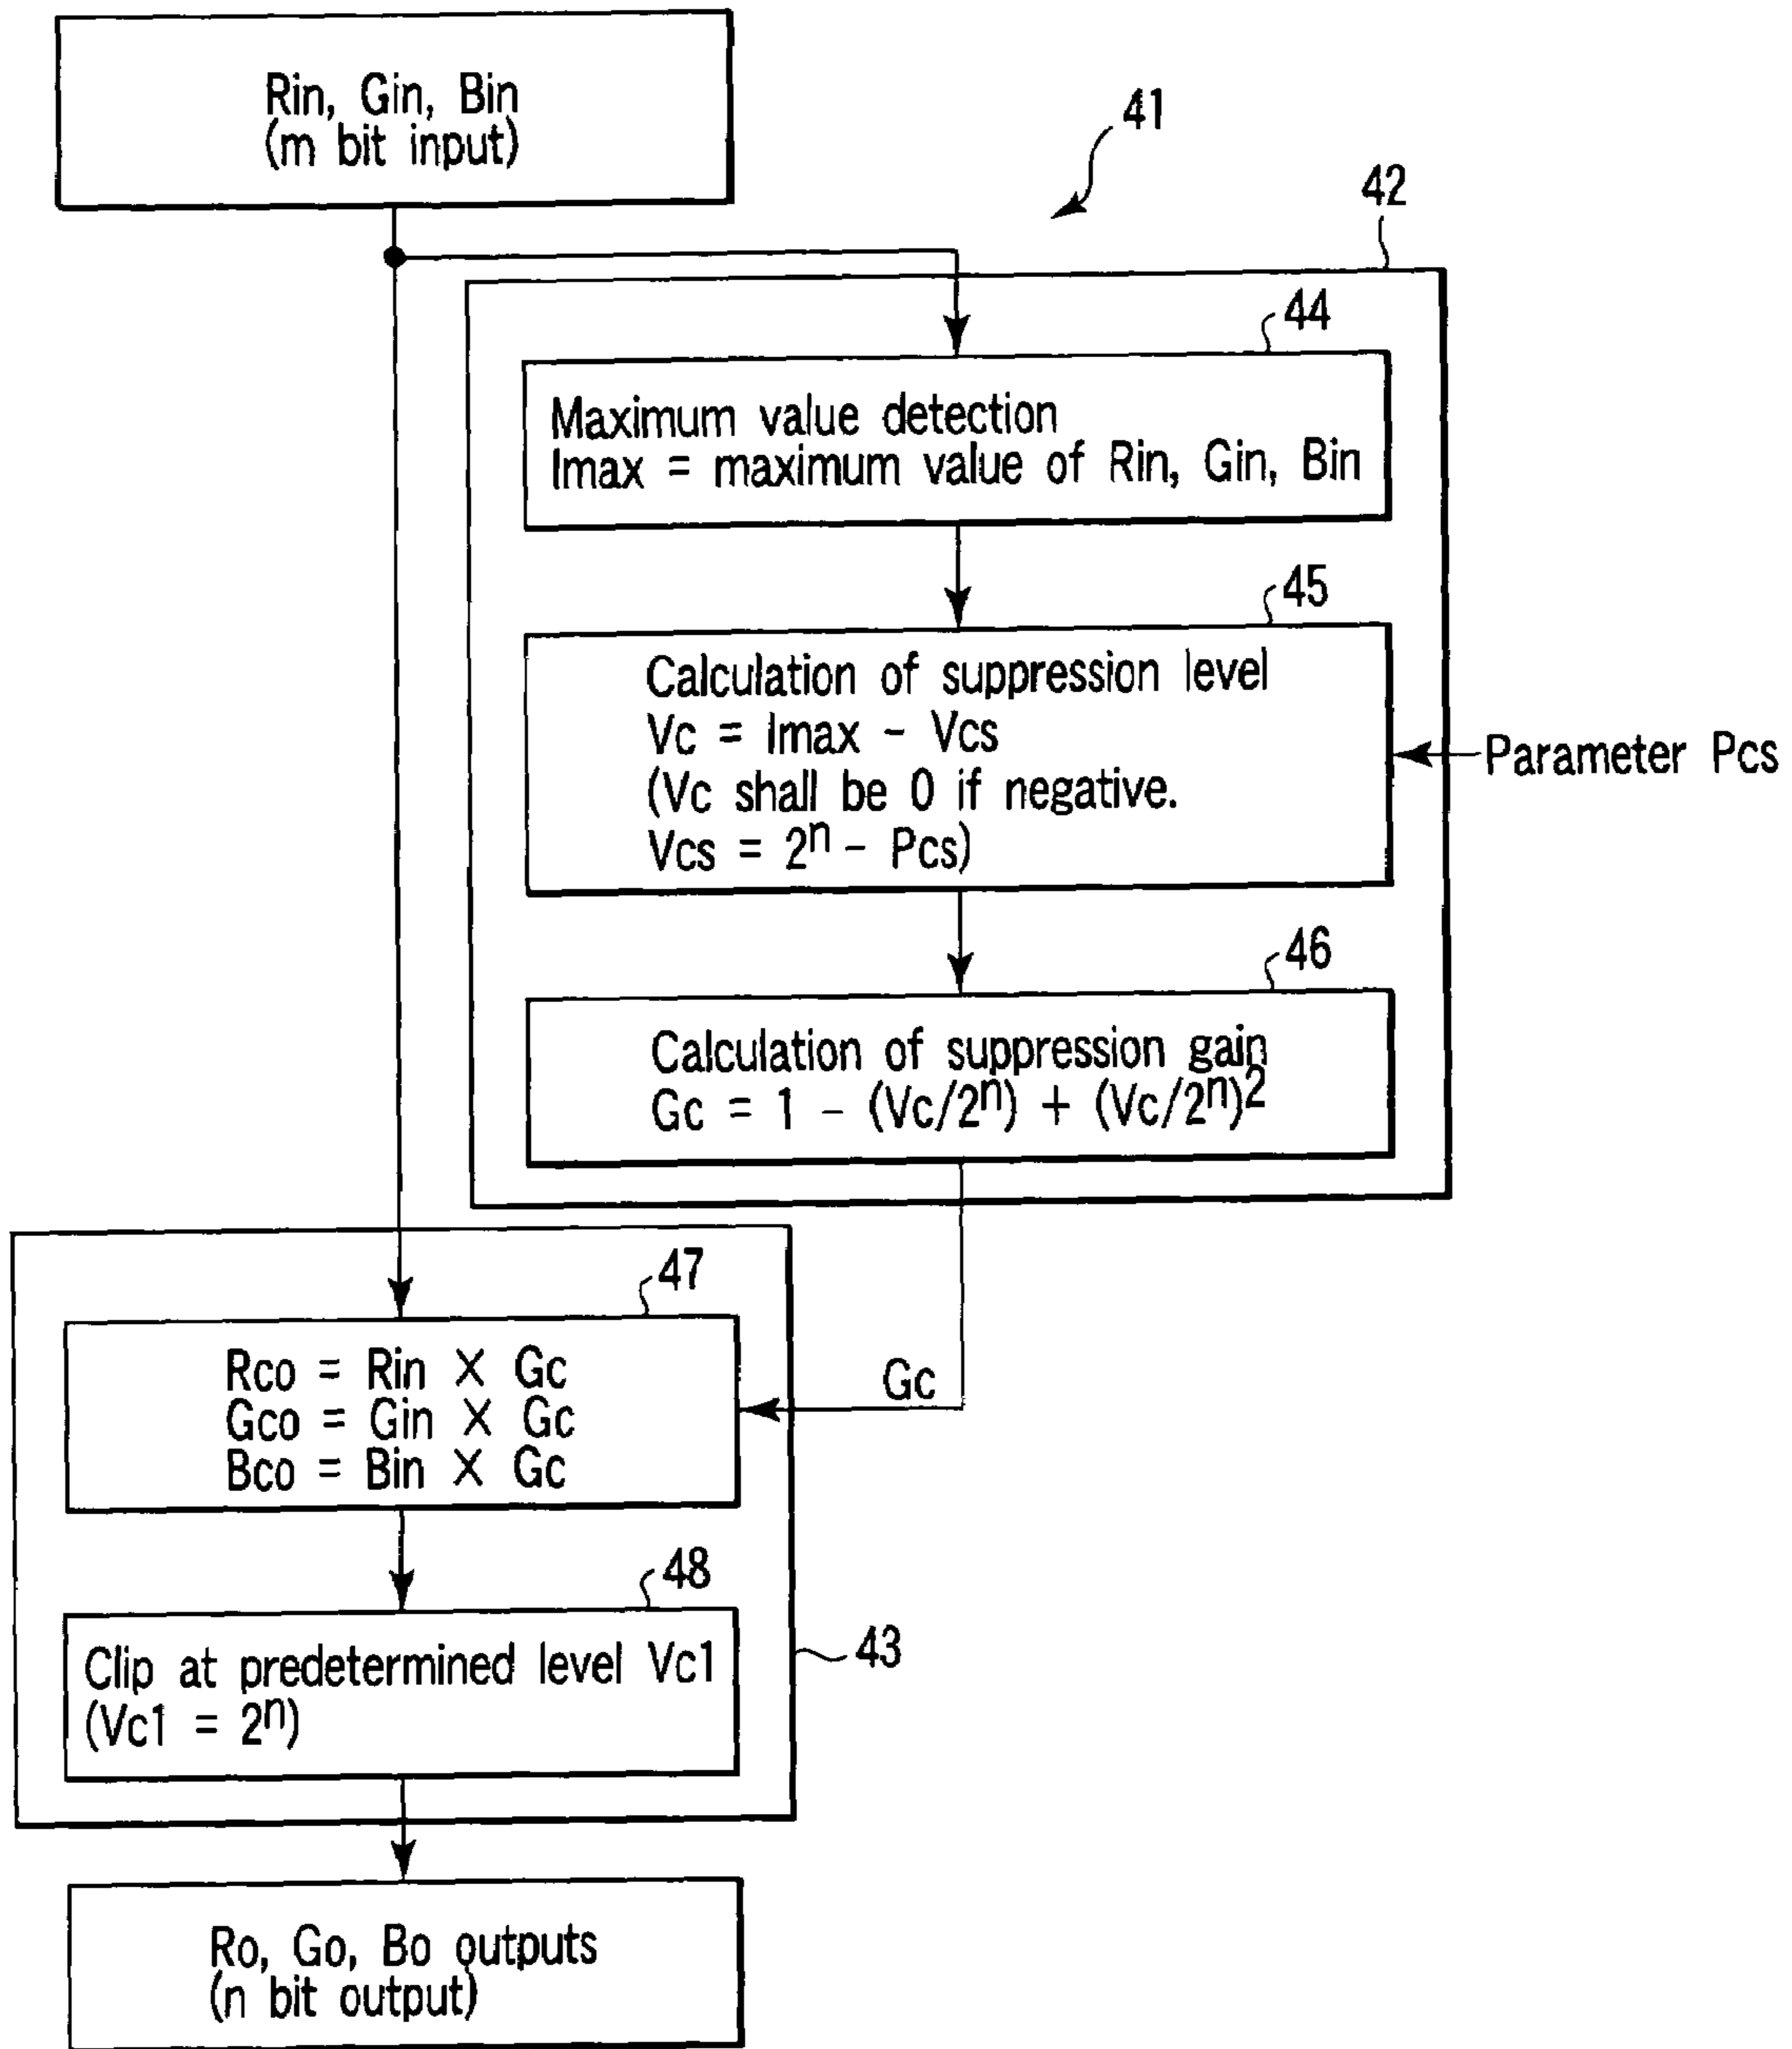 Rin, Gin, Bin
(m bit input)
41
42
44
Maximum value detection
Imax = maximum value of Rin, Gin, Bin
45
Calculation of suppression level
Vc = Imax - Vcs
(Vc shall be 0 if negative.
Vcs = 2ⁿ - Pcs)
Parameter Pcs
46
Calculation of suppression gain
Gc = 1 - (Vc/2ⁿ) + (Vc/2ⁿ)²
47
Rco = Rin X Gc
Gco = Gin X Gc
Bco = Bin X Gc
Gc
48
Clip at predetermined level Vc1
(Vc1 = 2ⁿ)
43
Ro, Go, Bo outputs
(n bit output)